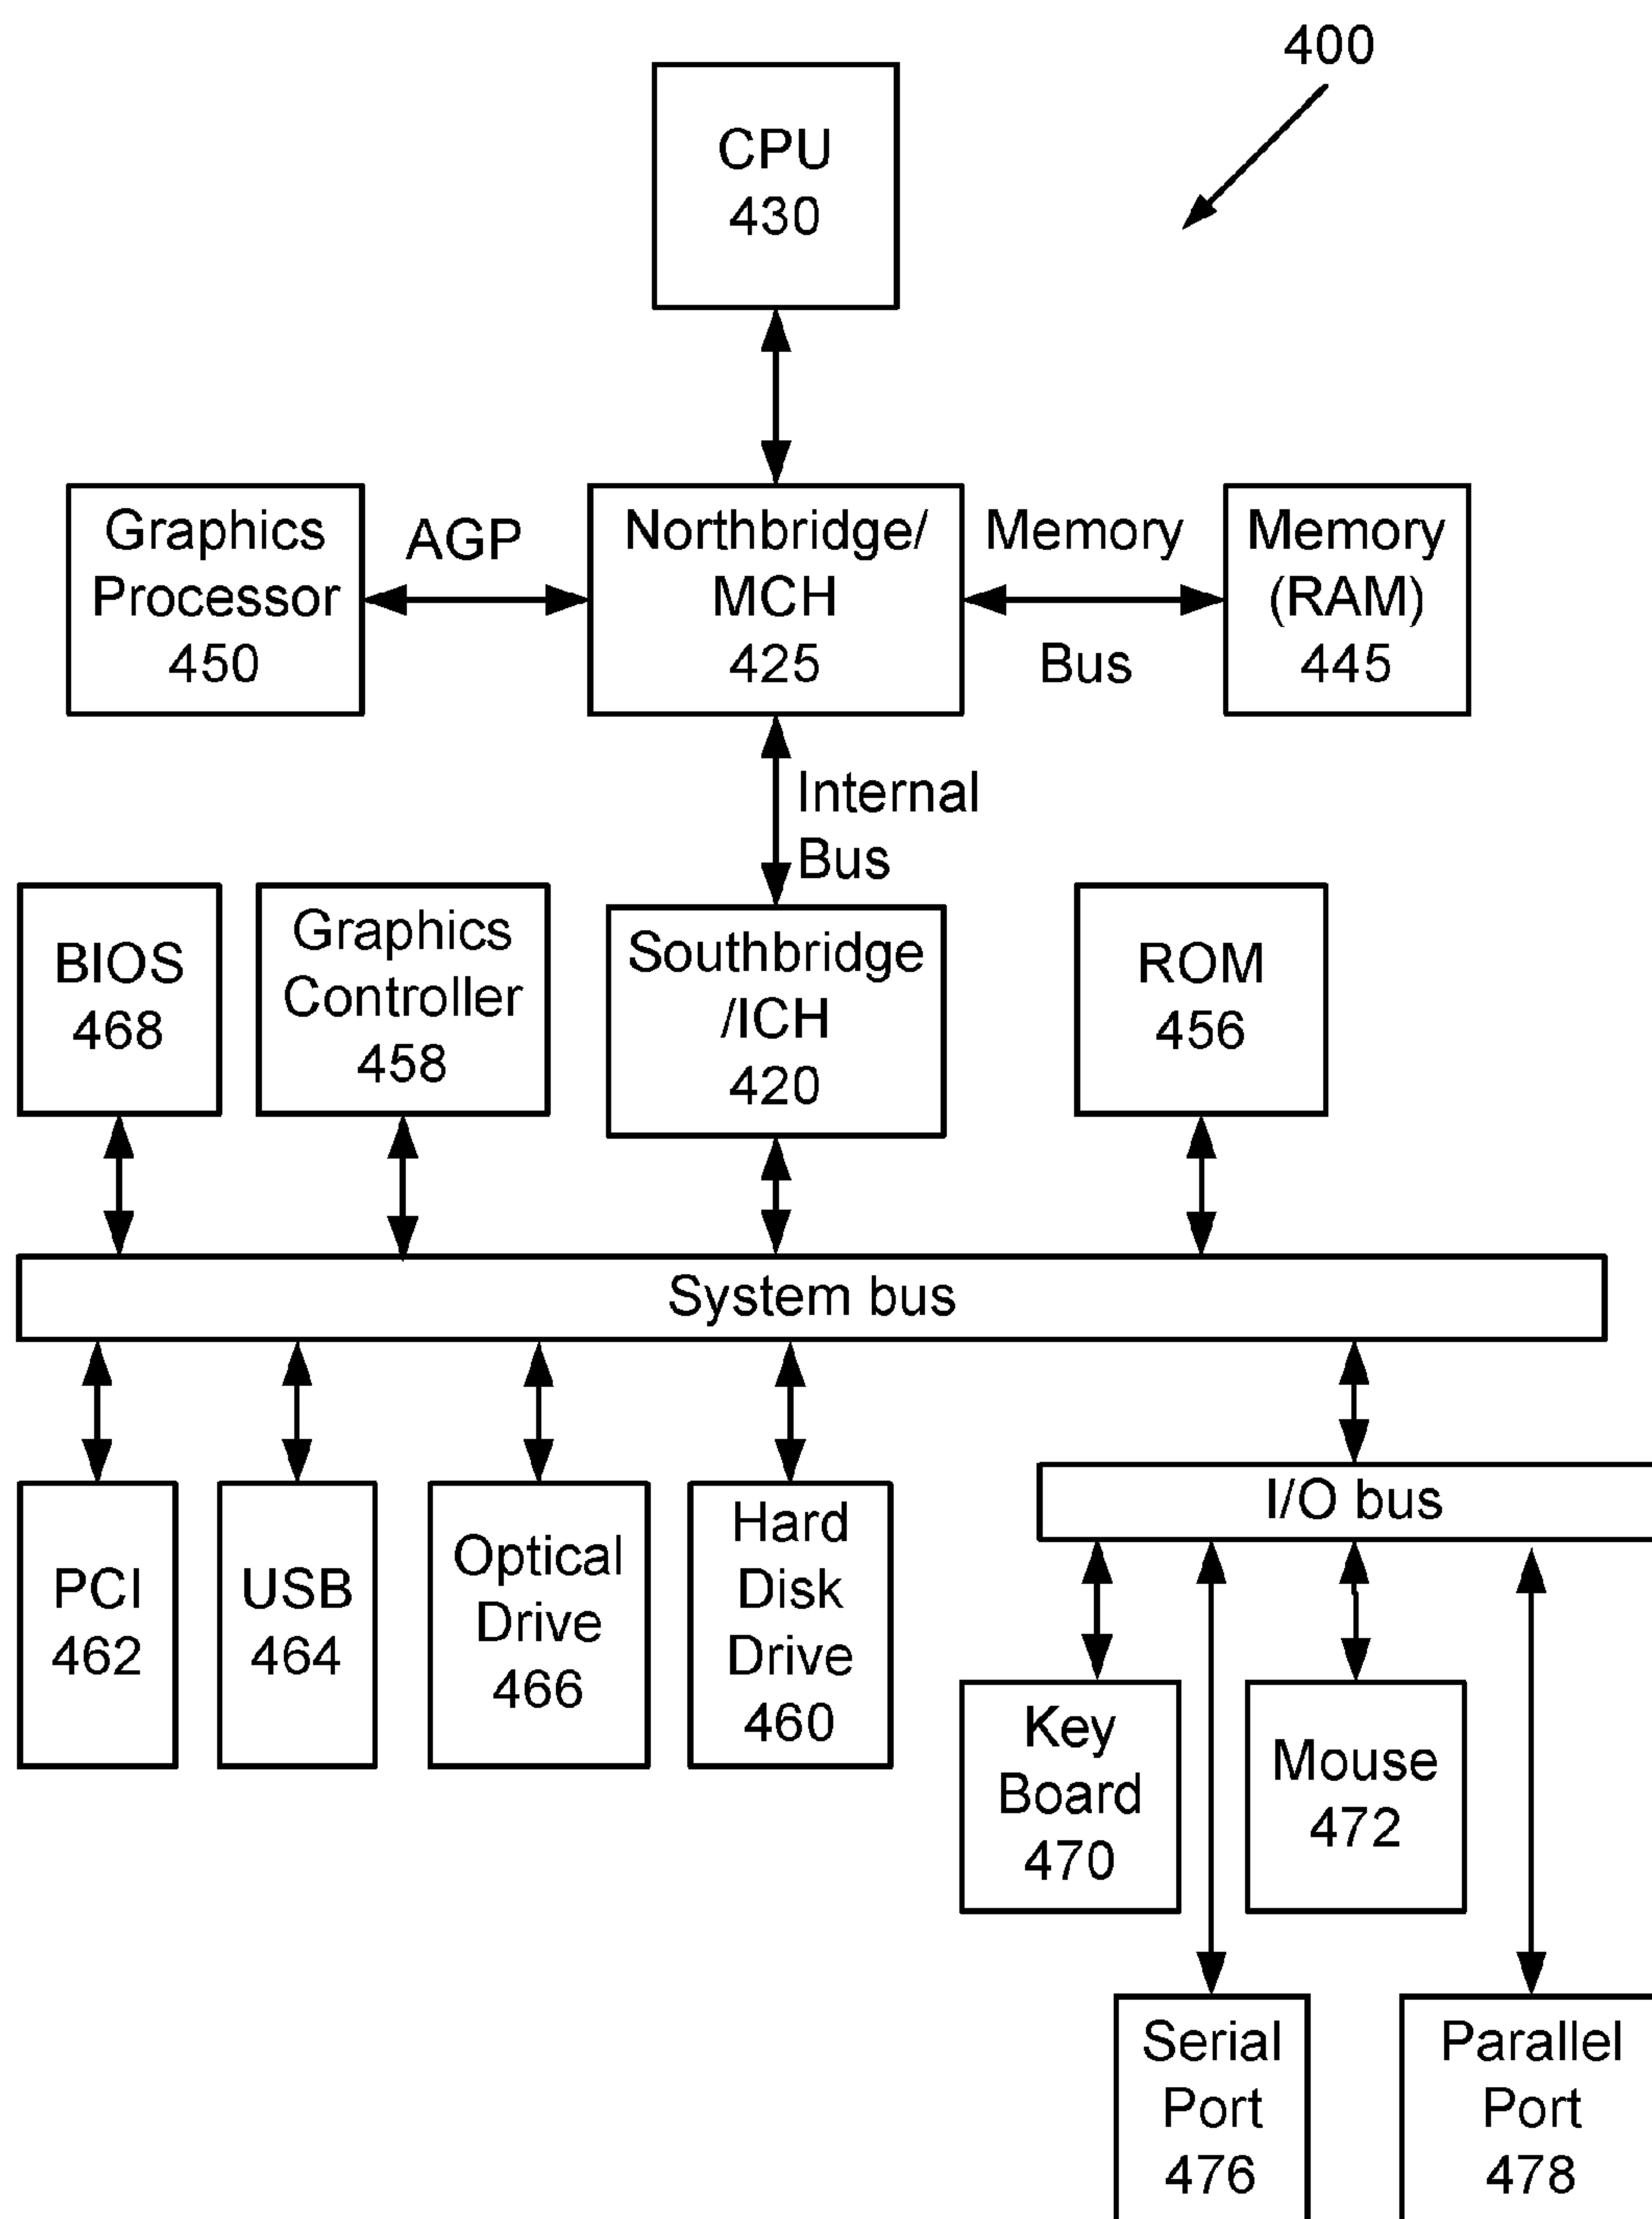 400
CPU
430
Graphics
Processor
450
AGP
Northbridge/
MCH
425
Memory
Bus
Memory
(RAM)
445
Internal
Bus
BIOS
468
Graphics
Controller
458
Southbridge
/ICH
420
ROM
456
System bus
PCI
462
USB
464
Optical
Drive
466
Hard
Disk
Drive
460
I/O bus
Key
Board
470
Mouse
472
Serial
Port
476
Parallel
Port
478